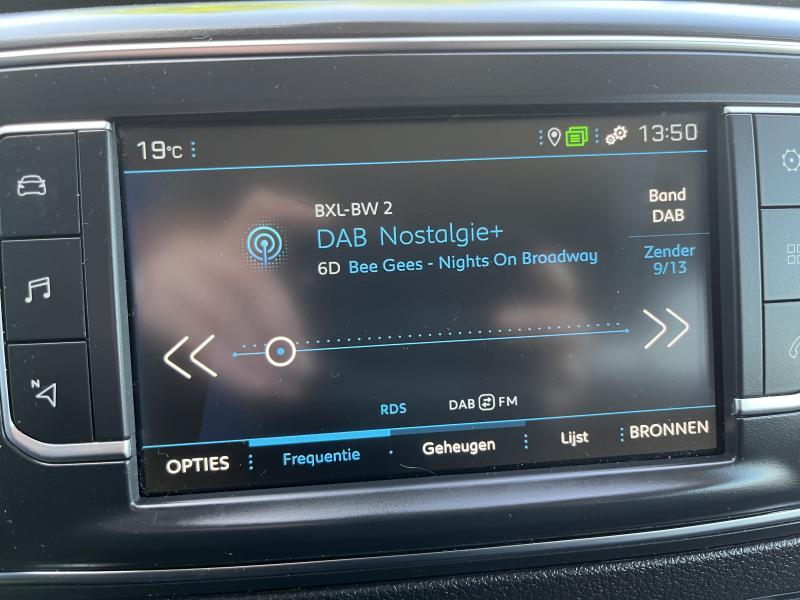 19°C
13:50
BXL-BW 2
DAB Nostalgie+
6D Bee Gees - Nights On Broadway
Band
DAB
Zender
9/13
RDS
DAB FM
OPTIES Frequentie Geheugen Lijst BRONNEN
N